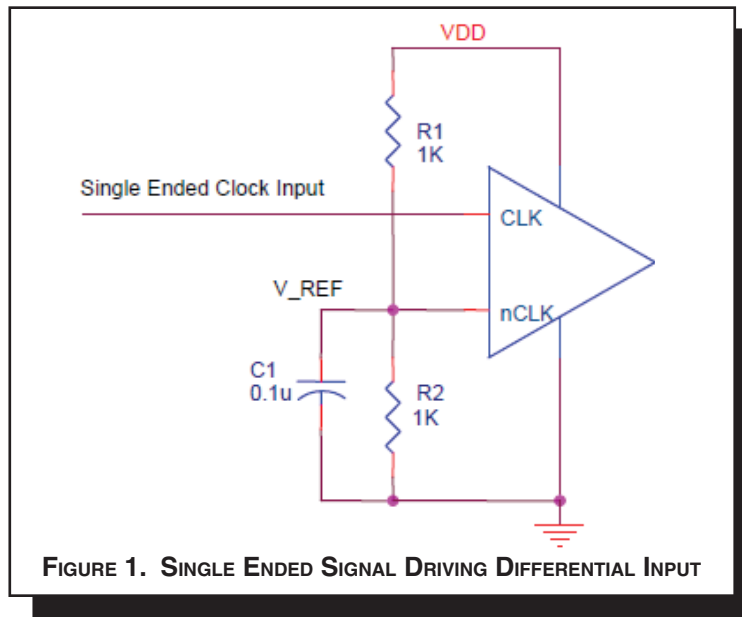 VDD
R1
1K
Single Ended Clock Input
CLK
V_REF
nCLK
C1
0.1u
R2
1K
FIGURE 1. SINGLE ENDED SIGNAL DRIVING DIFFERENTIAL INPUT